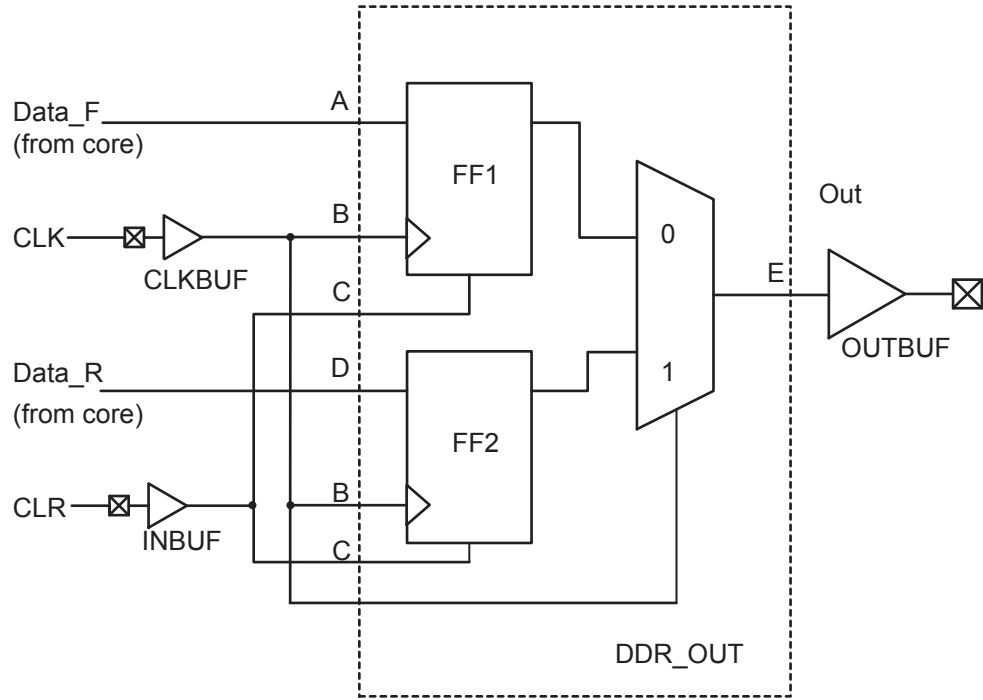 Data_F
(from core)
A
FF1
CLK
CLKBUF
B
C
0
Out
E
OUTBUF
Data_R
(from core)
D
1
FF2
CLR
INBUF
B
C
DDR_OUT